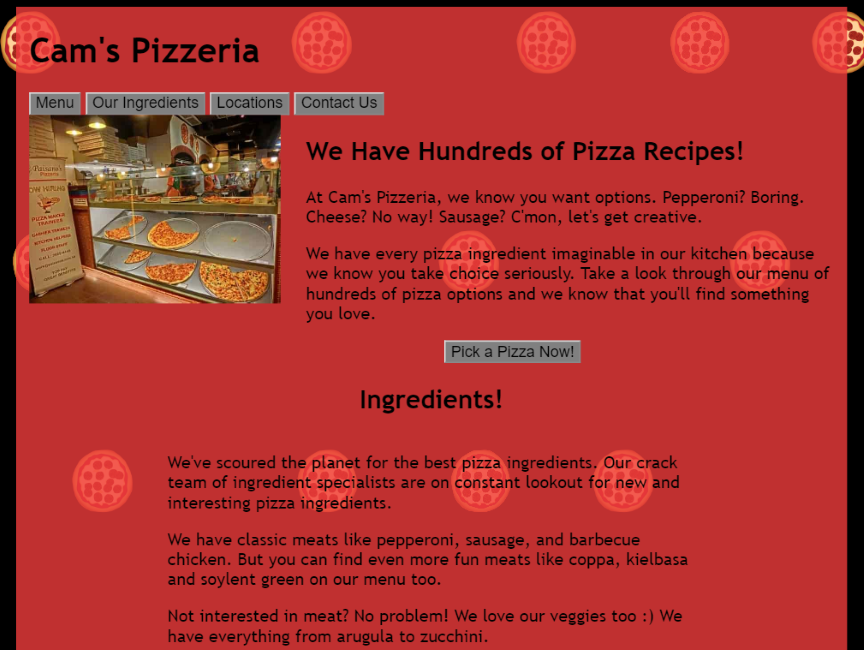 Cam's Pizzeria
Menu Our Ingredients Locations Contact Us
We Have Hundreds of Pizza Recipes!
At Cam's Pizzeria, we know you want options. Pepperoni? Boring.
Cheese? No way! Sausage? C'mon, let's get creative.
We have every pizza ingredient imaginable in our kitchen because
we know you take choice seriously. Take a look through our menu of
hundreds of pizza options and we know that you'll find something
you love.
Pick a Pizza Now!
Ingredients!
We've scoured the planet for the best pizza ingredients. Our crack
team of ingredient specialists are on constant lookout for new and
interesting pizza ingredients.
We have classic meats like pepperoni, sausage, and barbecue
chicken. But you can find even more fun meats like coppa, kielbasa
and soylent green on our menu too.
Not interested in meat? No problem! We love our veggies too :) We
have everything from arugula to zucchini.